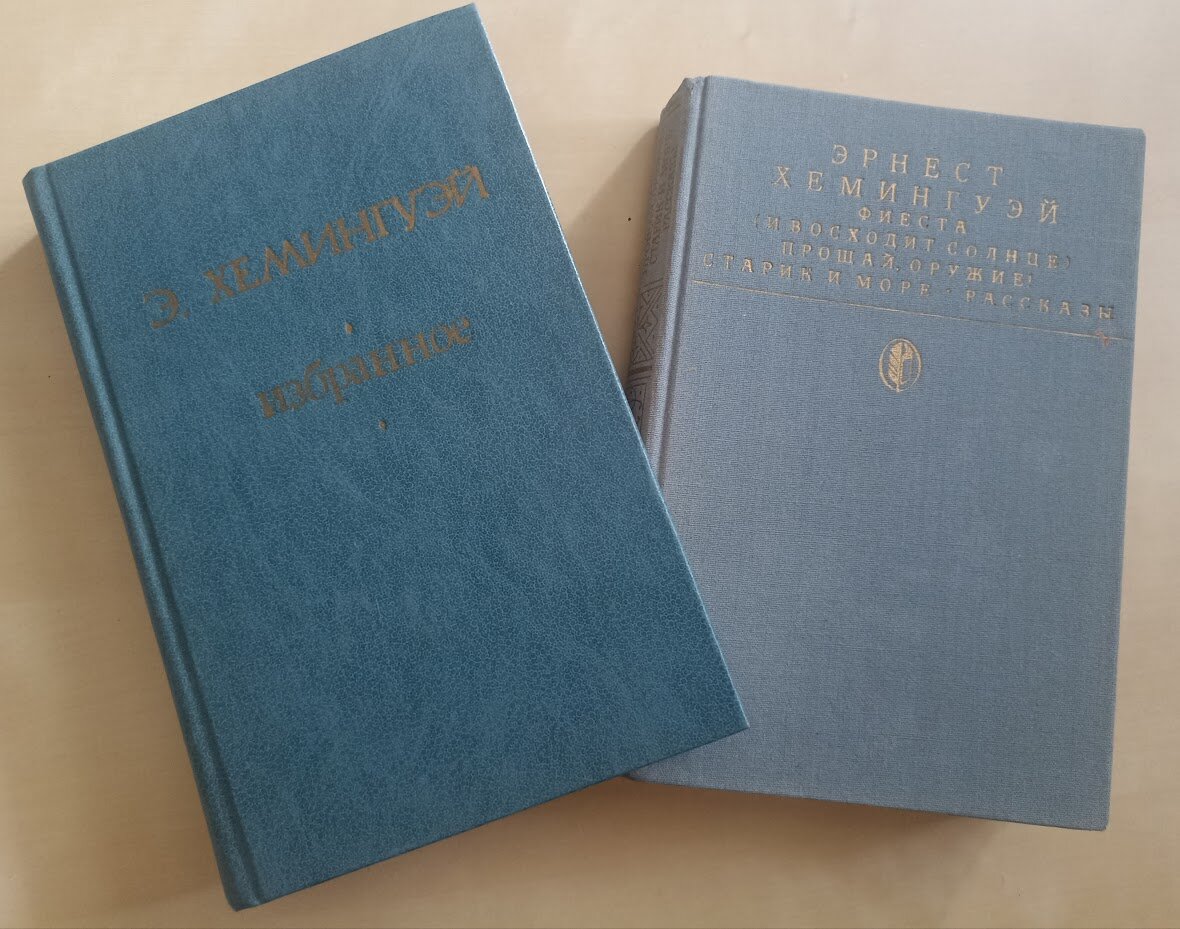 Э. ХЕМИНГУЭЙ
избранное
ЭРНЕСТ
ХЕМИНГУЭЙ
ФИЕСТА
(И ВОСХОДИТ СОЛНЦЕ)
ПРОЩАЙ, ОРУЖИЕ!
СТАРИК И МОРЕ • РАССКАЗЫ